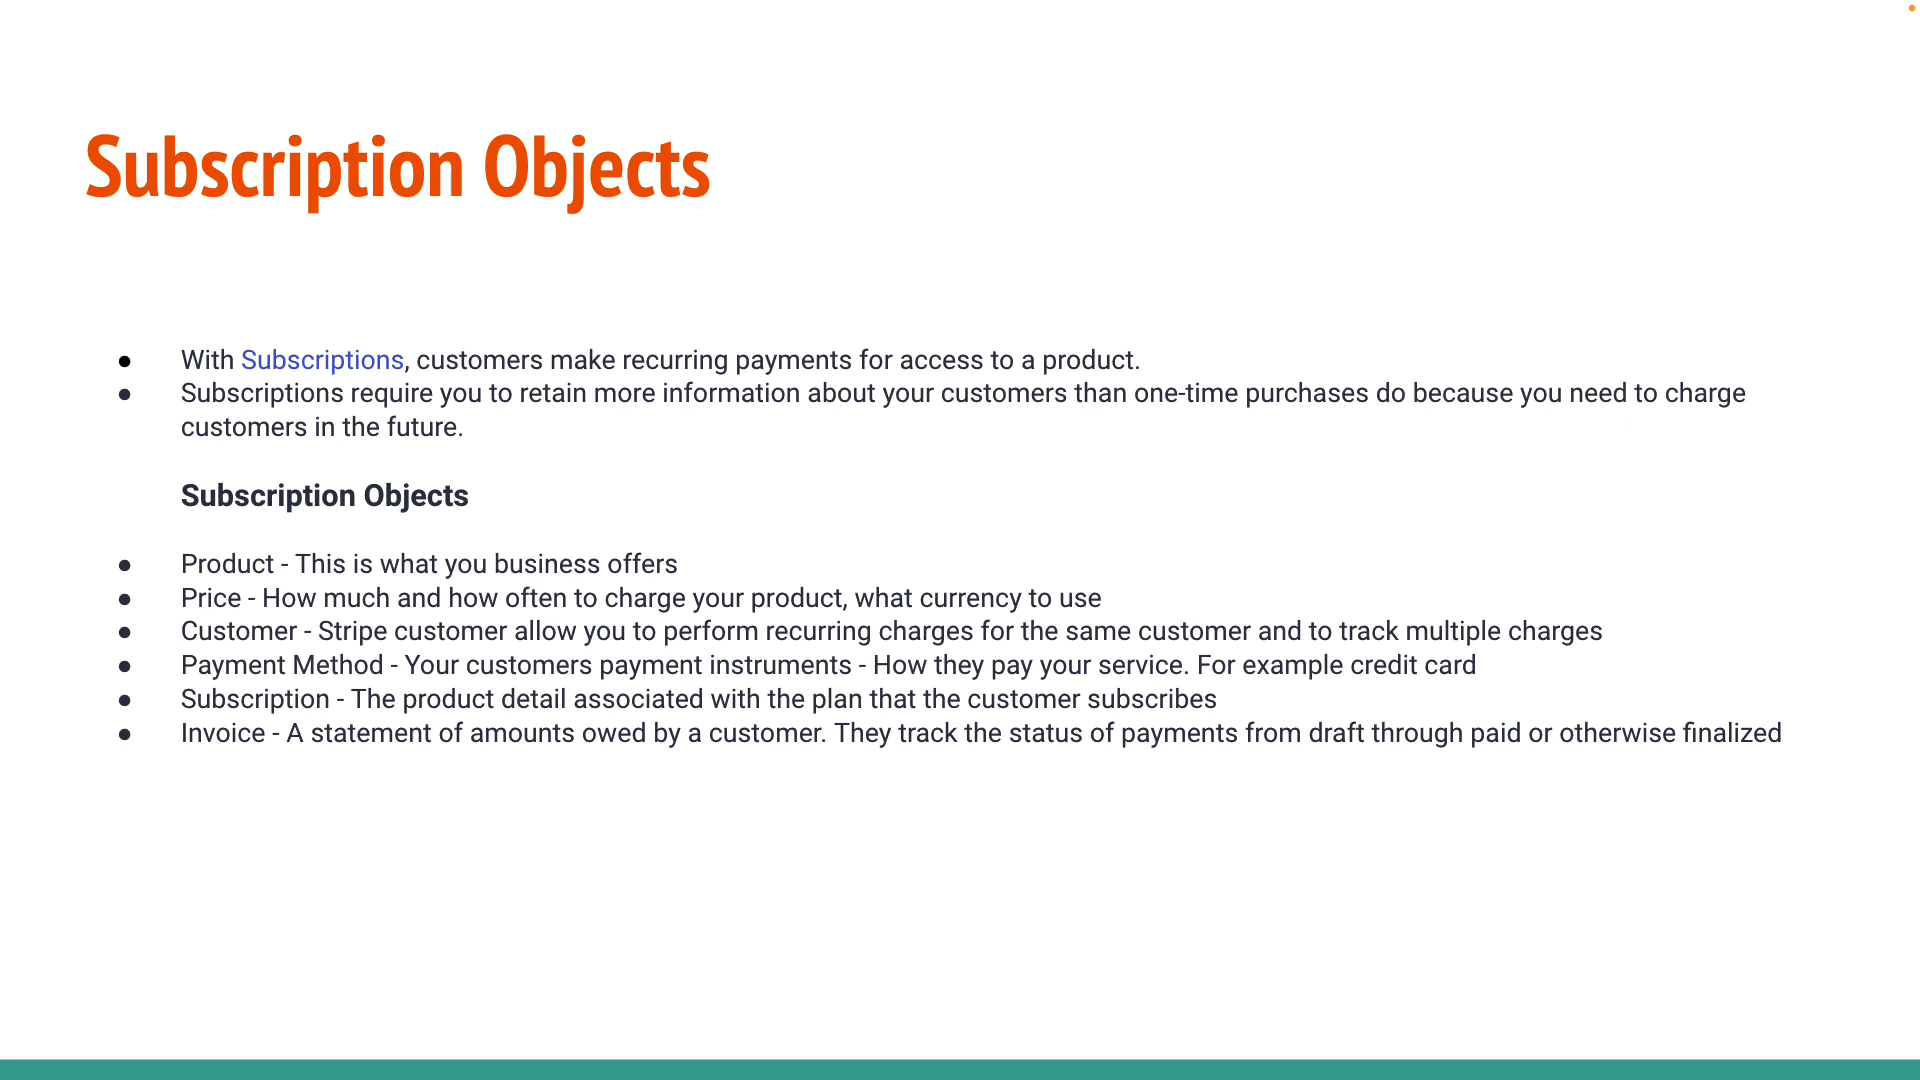 Subscription Objects
● With Subscriptions, customers make recurring payments for access to a product.
● Subscriptions require you to retain more information about your customers than one-time purchases do because you need to charge
customers in the future.
Subscription Objects
● Product - This is what you business offers
● Price - How much and how often to charge your product, what currency to use
● Customer - Stripe customer allow you to perform recurring charges for the same customer and to track multiple charges
● Payment Method - Your customers payment instruments - How they pay your service. For example credit card
● Subscription - The product detail associated with the plan that the customer subscribes
● Invoice - A statement of amounts owed by a customer. They track the status of payments from draft through paid or otherwise finalized